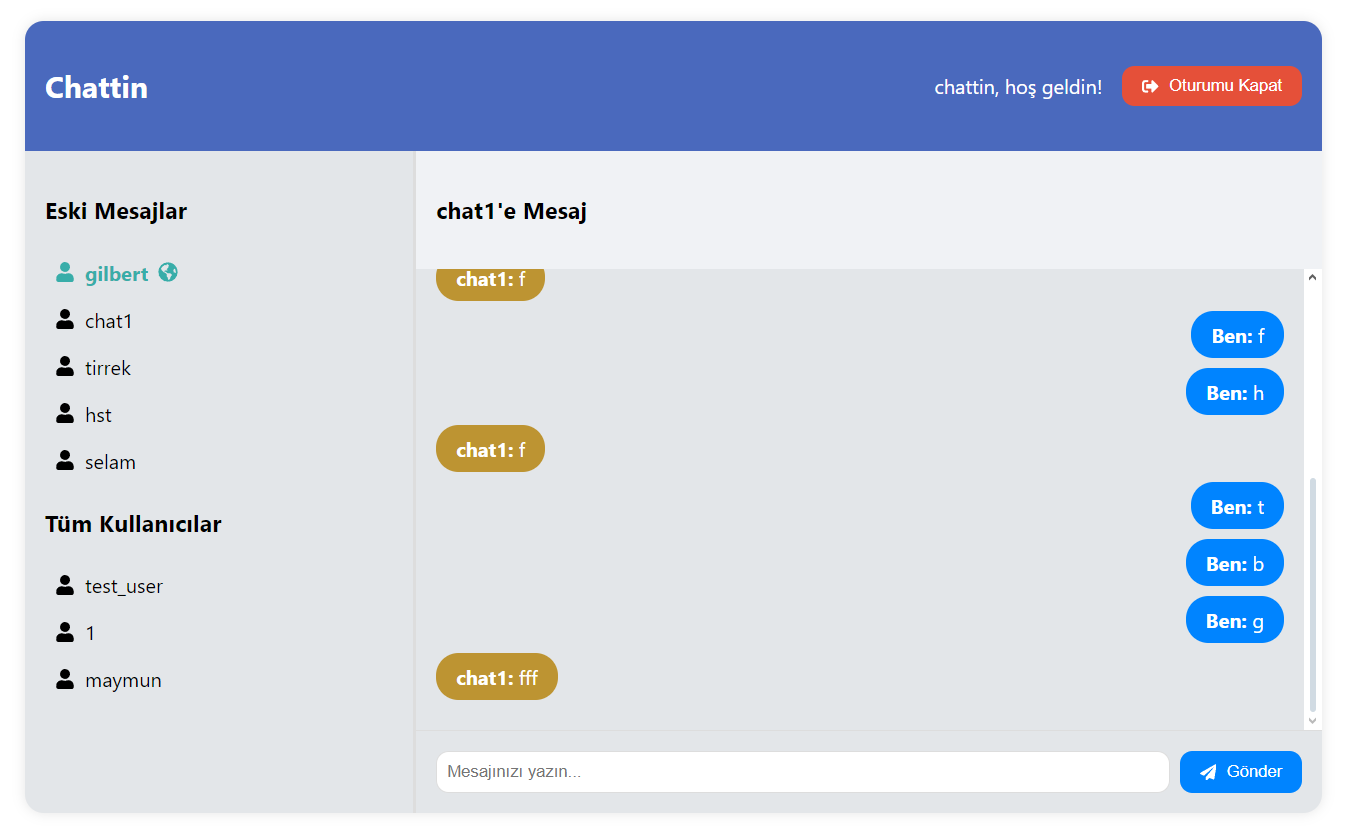 Chattin
chattin, hoş geldin!
Oturumu Kapat
Eski Mesajlar
gilbert
chat1
tirrek
hst
selam
Tüm Kullanıcılar
test_user
1
maymun
chat1'e Mesaj
chat1: f
Ben: f
Ben: h
chat1: f
Ben: t
Ben: b
Ben: g
chat1: fff
Mesajınızı yazın...
Gönder